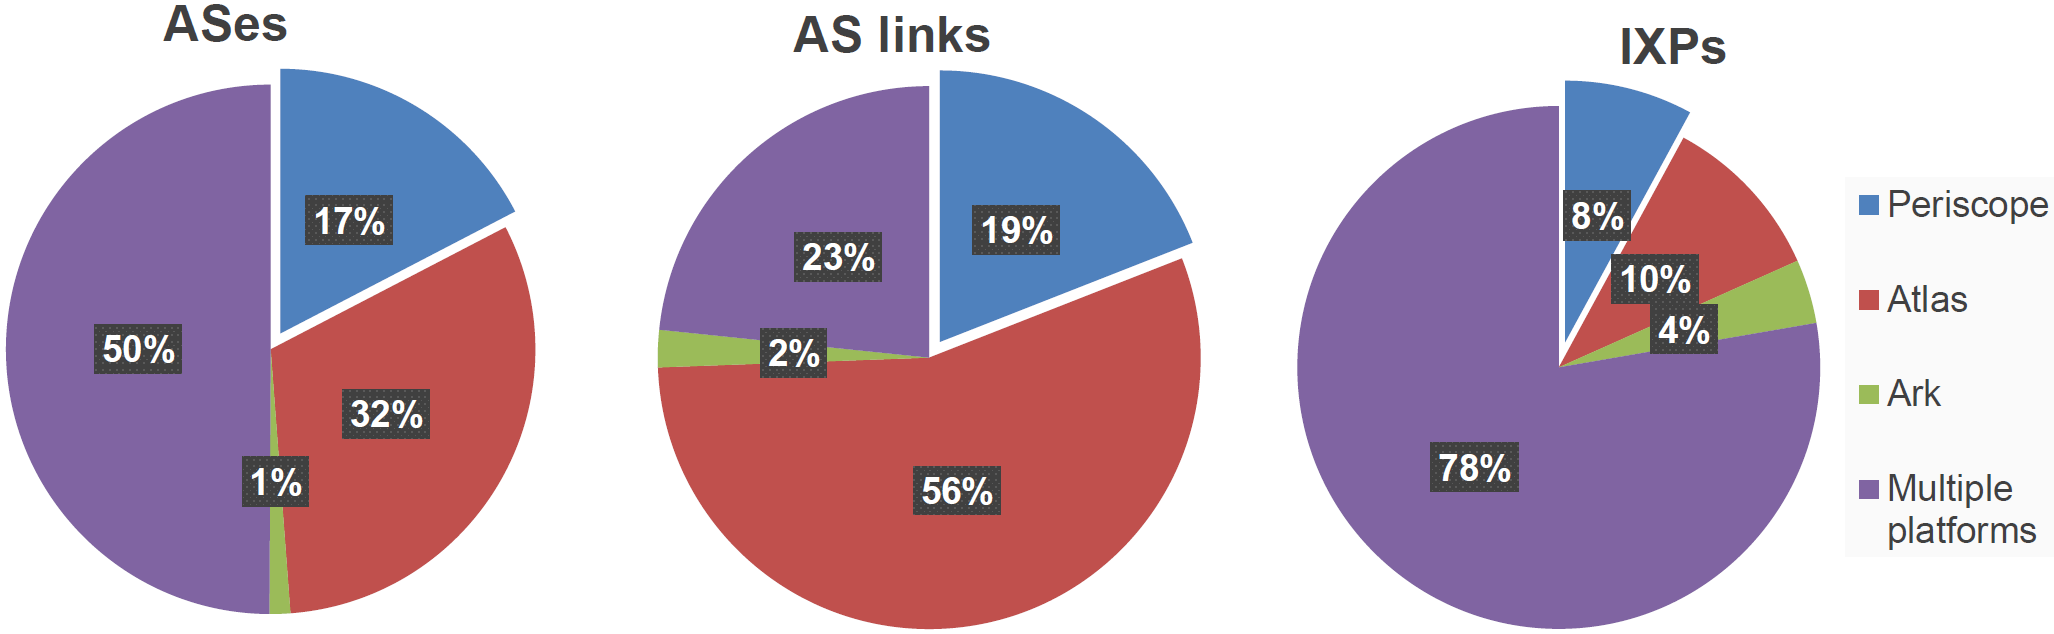 ASes
17%
50%
32%
1%
AS links
19%
23%
2%
56%
IXPs
8%
10%
4%
78%
Periscope
Atlas
Ark
Multiple
platforms